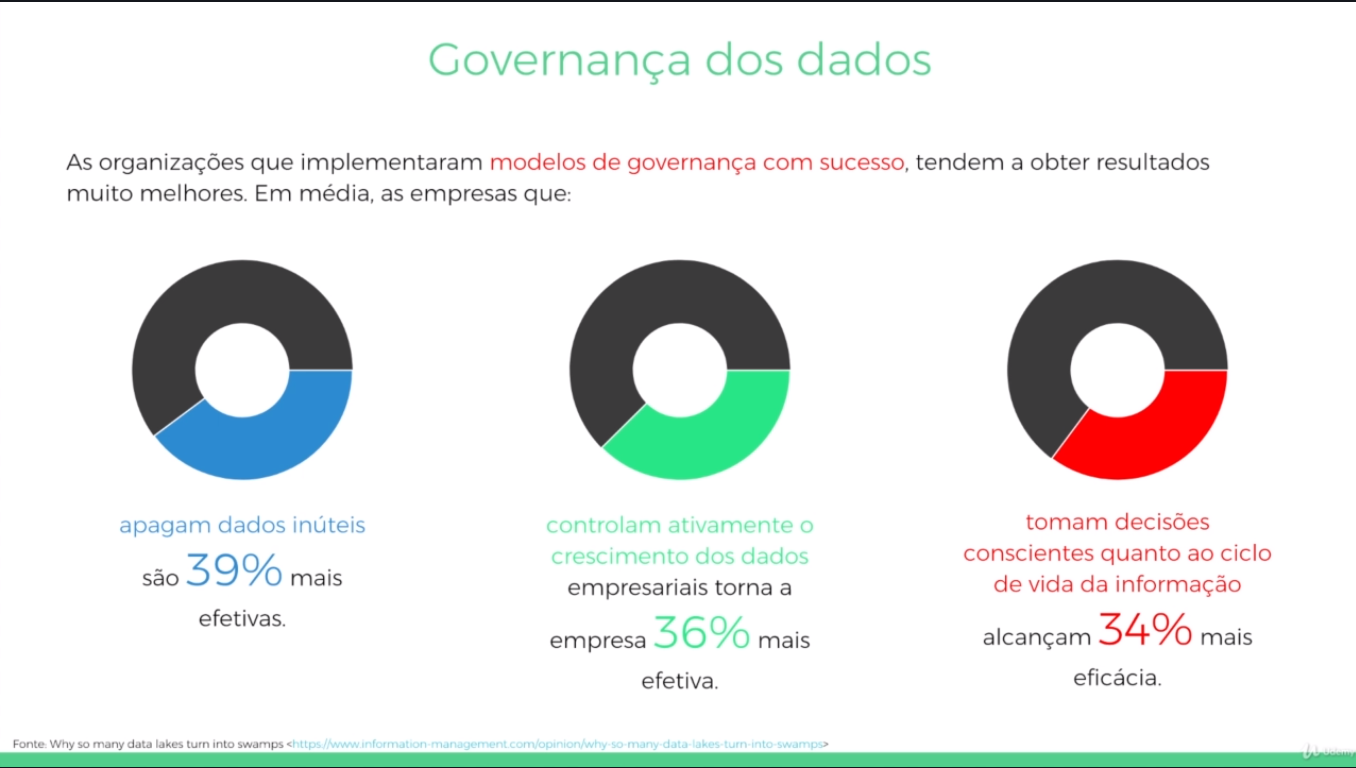 Governança dos dados
As organizações que implementaram modelos de governança com sucesso, tendem a obter resultados
muito melhores. Em média, as empresas que:
apagam dados inúteis
são 39% mais
efetivas.
controlam ativamente o
crescimento dos dados
empresariais torna a
empresa 36% mais
efetiva.
tomam decisões
conscientes quanto ao ciclo
de vida da informação
alcançam 34% mais
eficácia.
Fonte: Why so many data lakes turn into swamps <https://www.information-management.com/opinion/why-so-many-data-lakes-turn-into-swamps>
Udemy